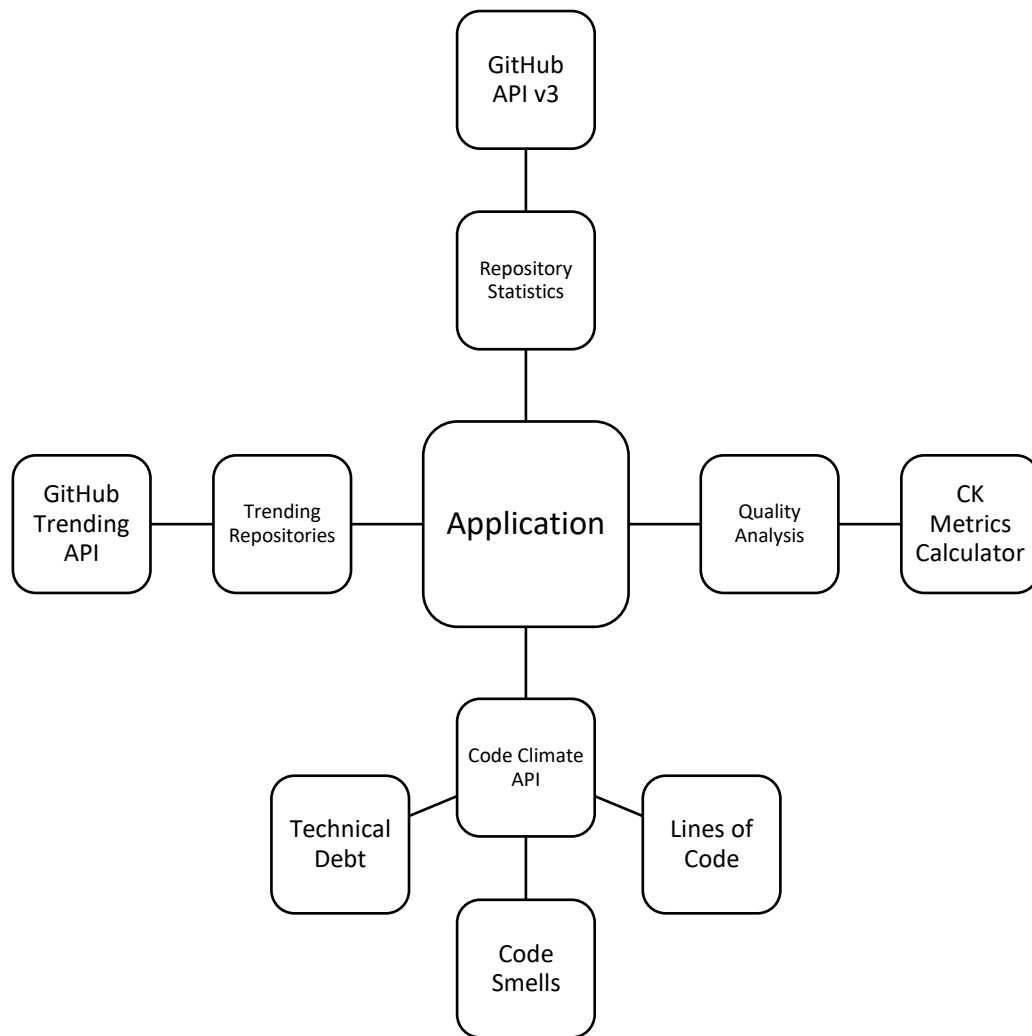 GitHub
API v3
Repository
Statistics
GitHub
Trending
API
Trending
Repositories
Application
Quality
Analysis
CK
Metrics
Calculator
Code Climate
API
Technical
Debt
Lines of
Code
Code
Smells